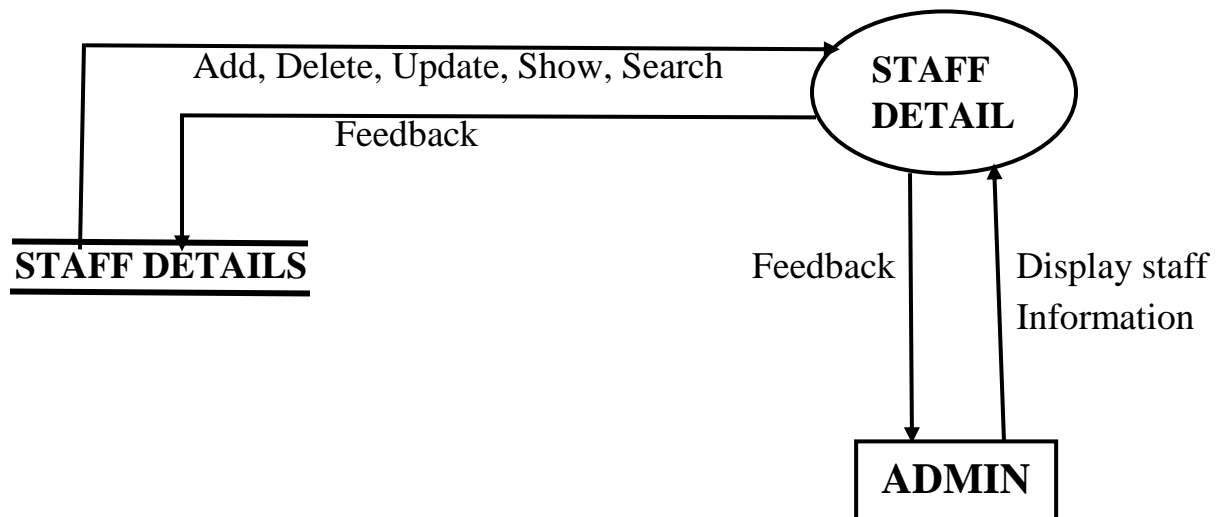 Add, Delete, Update, Show, Search
STAFF
DETAIL
Feedback
STAFF DETAILS
Feedback
Display staff
Information
ADMIN